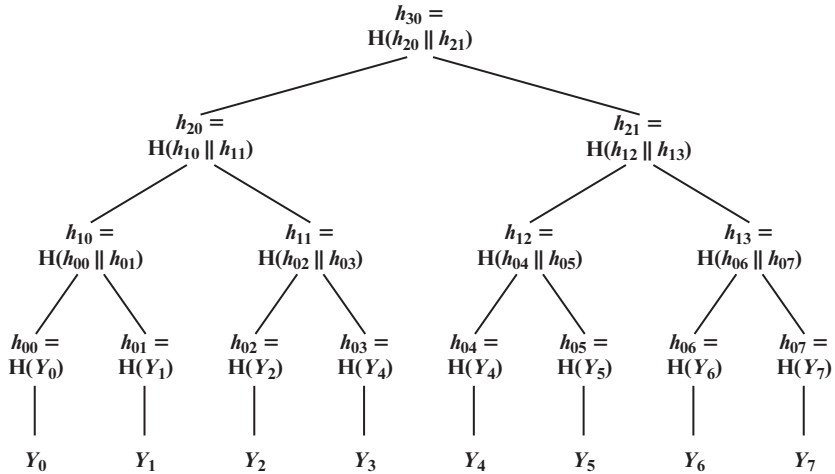 h₃₀ =
H(h₂₀ ‖ h₂₁)
h₂₀ =
H(h₁₀ ‖ h₁₁)
h₂₁ =
H(h₁₂ ‖ h₁₃)
h₁₀ =
H(h₀₀ ‖ h₀₁)
h₁₁ =
H(h₀₂ ‖ h₀₃)
h₁₂ =
H(h₀₄ ‖ h₀₅)
h₁₃ =
H(h₀₆ ‖ h₀₇)
h₀₀ =
H(Y₀)
h₀₁ =
H(Y₁)
h₀₂ =
H(Y₂)
h₀₃ =
H(Y₄)
h₀₄ =
H(Y₄)
h₀₅ =
H(Y₅)
h₀₆ =
H(Y₆)
h₀₇ =
H(Y₇)
Y₀
Y₁
Y₂
Y₃
Y₄
Y₅
Y₆
Y₇